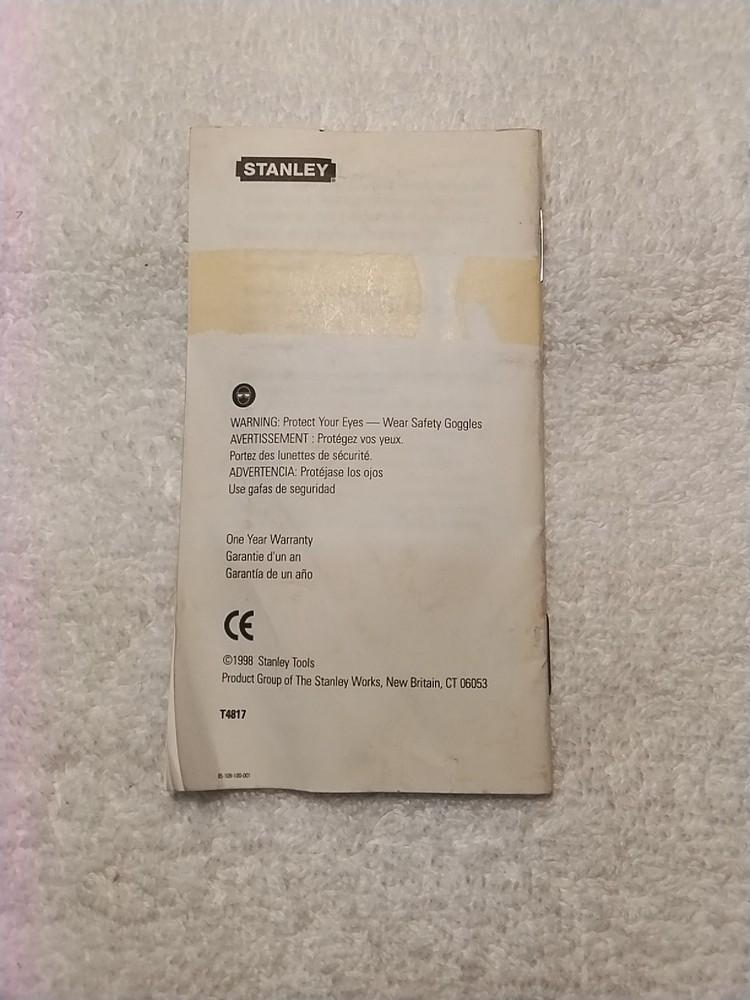 STANLEY
WARNING: Protect Your Eyes — Wear Safety Goggles
AVERTISSEMENT : Protégez vos yeux.
Portez des lunettes de sécurité.
ADVERTENCIA: Protéjase los ojos
Use gafas de seguridad
One Year Warranty
Garantie d'un an
Garantía de un año
CE
©1998 Stanley Tools
Product Group of The Stanley Works, New Britain, CT 06053
T4817